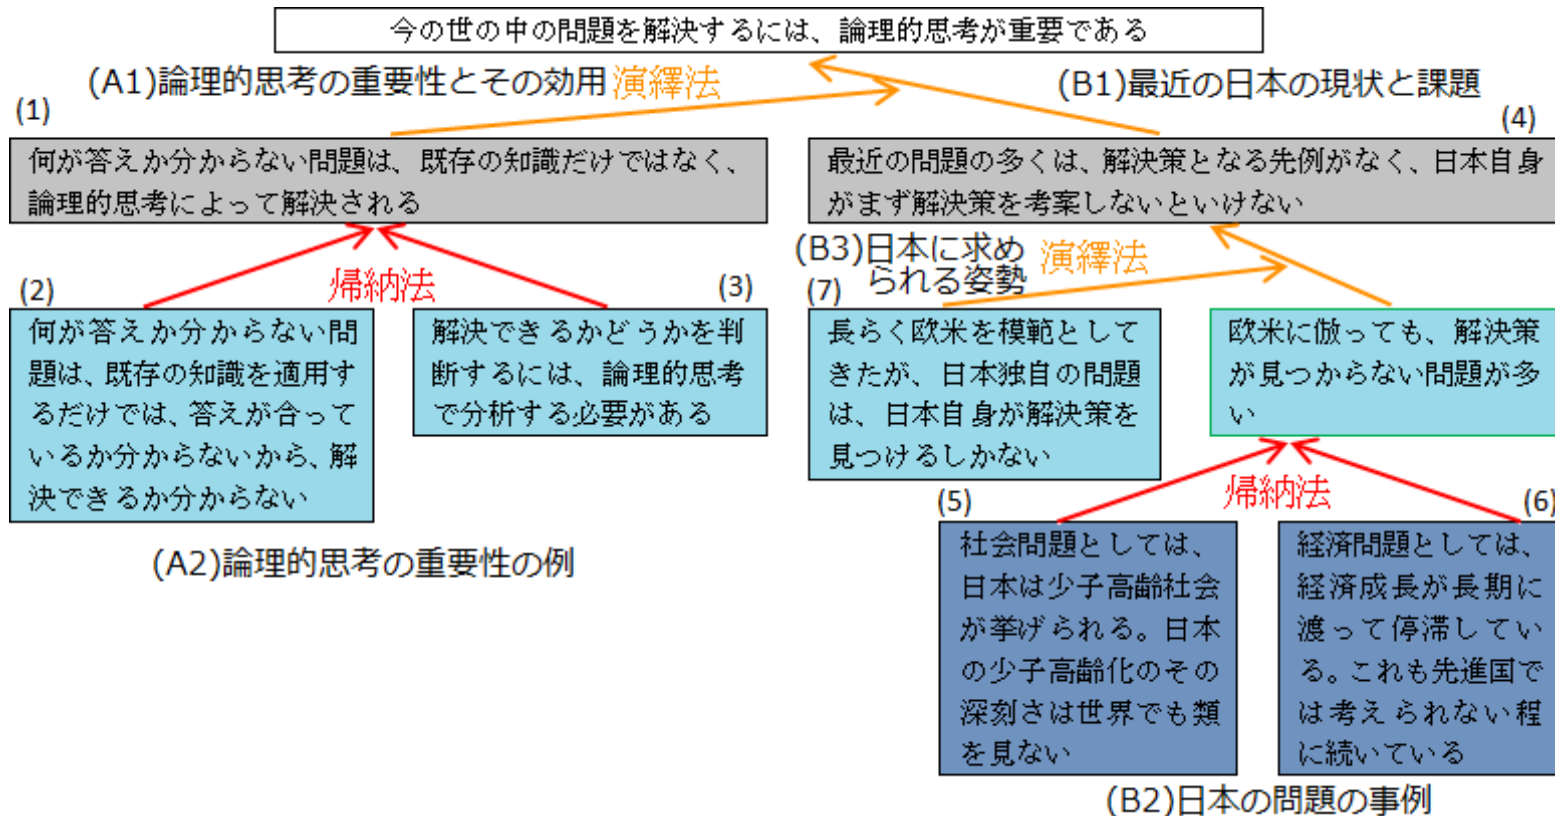 今の世の中の問題を解決するには、論理的思考が重要である
(A1)論理的思考の重要性とその効用
演繹法
(B1)最近の日本の現状と課題
(1)
何が答えか分からない問題は、既存の知識だけではなく、
論理的思考によって解決される
(4)
最近の問題の多くは、解決策となる先例がなく、日本自身
がまず解決策を考案しないといけない
帰納法
(2)
何が答えか分からない問
題は、既存の知識を適用す
るだけでは、答えが合って
いるか分からないから、解
決できるか分からない
(3)
解決できるかどうかを判
断するには、論理的思考
で分析する必要がある
(A2)論理的思考の重要性の例
(B3)日本に求め
られる姿勢
演繹法
(7)
長らく欧米を模範として
きたが、日本独自の問題
は、日本自身が解決策を
見つけるしかない
欧米に倣っても、解決策
が見つからない問題が多
い
帰納法
(5)
社会問題としては、
日本は少子高齢社会
が挙げられる。日本
の少子高齢化のその
深刻さは世界でも類
を見ない
(6)
経済問題としては、
経済成長が長期に
渡って停滞してい
る。これも先進国で
は考えられない程
に続いている
(B2)日本の問題の事例